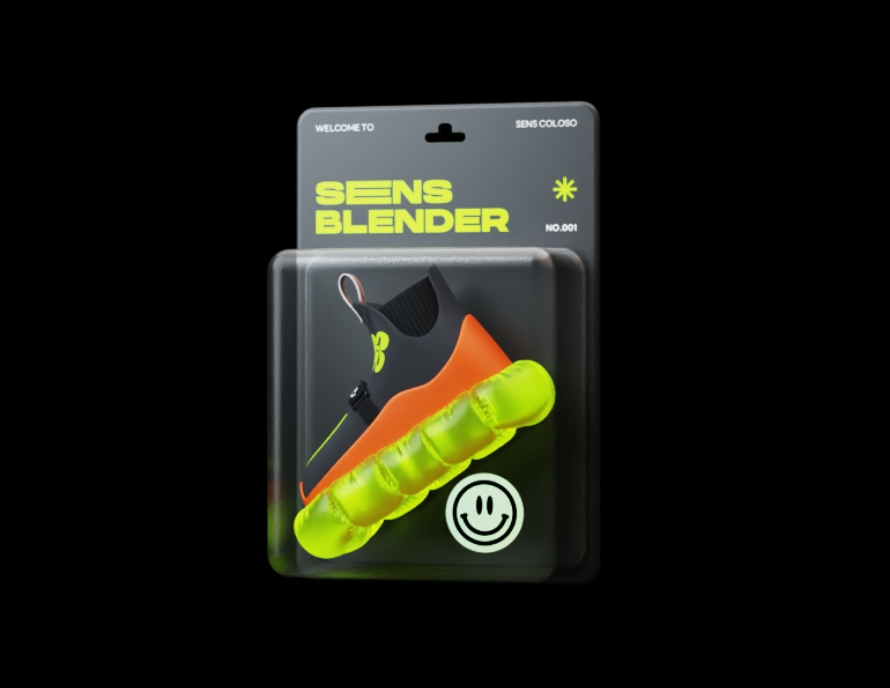 WELCOME TO
SENS COLOSO
SENS
BLENDER
NO.001